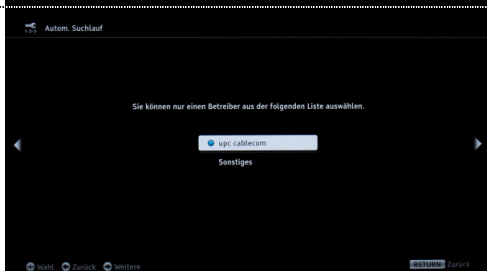 Autom. Suchlauf
Sie können nur einen Betreiber aus der folgenden Liste auswählen.
upc cablecom
Sonstiges
Wahl Zurück Weitere RETURN Zurück